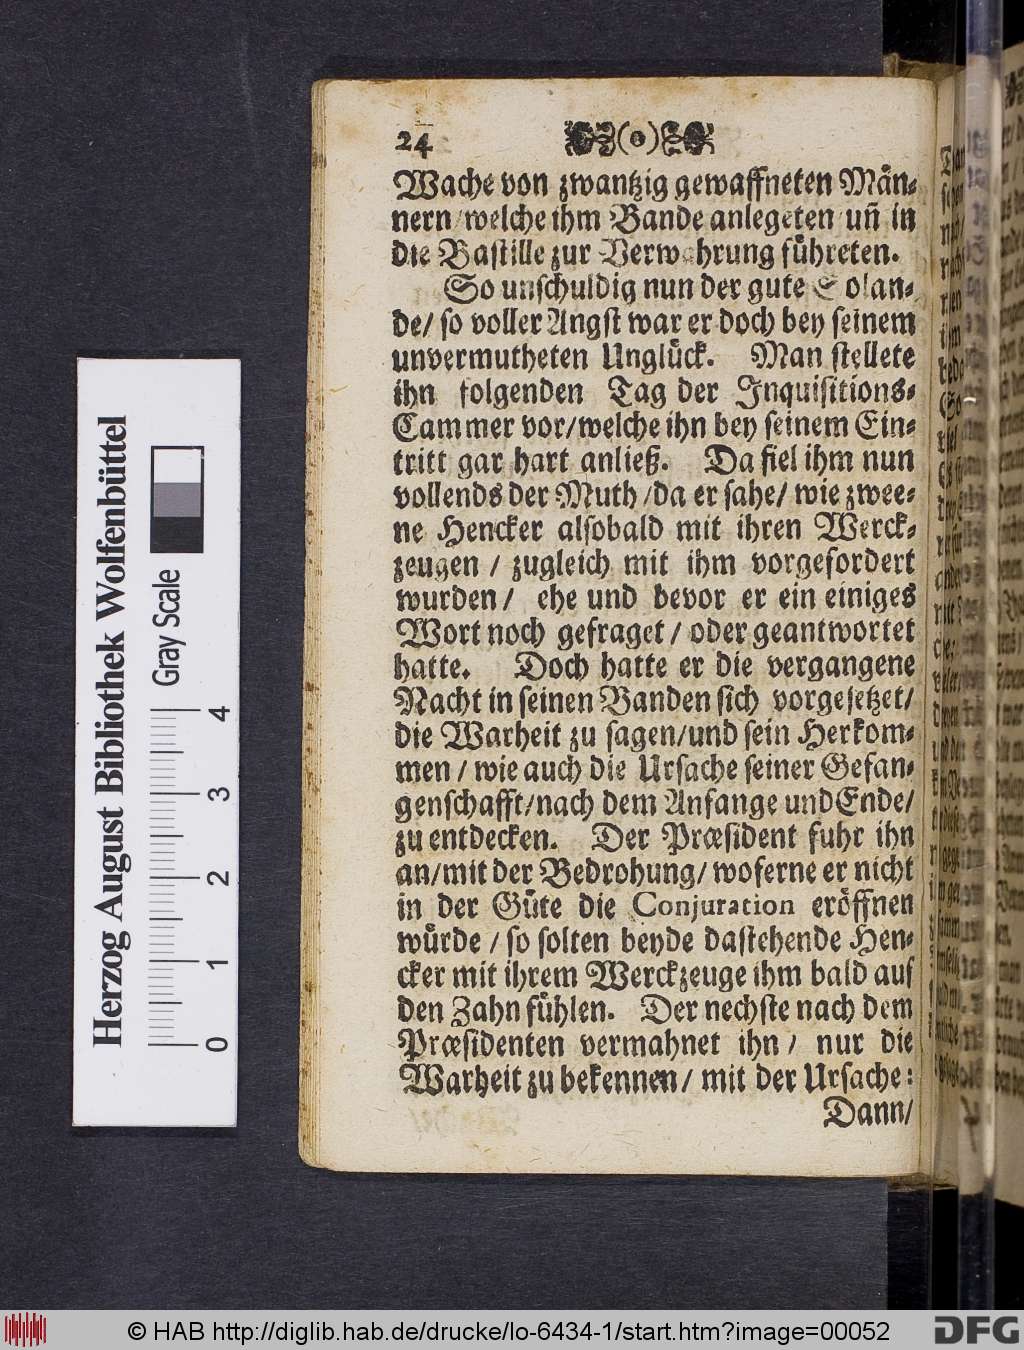 24 (o)
Wache von zwantzig gewaffneten Män-
nern/welche ihm Bande anlegeten/uñ in
die Bastille zur Verwahrung führeten.
So unschuldig nun der gute Solan-
de/ so voller Angst war er doch bey seinem
unvermutheten Unglück. Man stellete
ihn folgenden Tag der Inquisitions-
Cammer vor/welche ihn bey seinem Ein-
tritt gar hart anließ. Da fiel ihm nun
vollends der Muth/da er sahe/ wie zwee-
ne Hencker alsobald mit ihren Werck-
zeugen / zugleich mit ihm vorgefordert
wurden / ehe und bevor er ein einiges
Wort noch gefraget / oder geantwortet
hatte. Doch hatte er die vergangene
Nacht in seinen Banden sich vorgesetzet/
die Warheit zu sagen/und sein Herkom-
men / wie auch die Ursache seiner Gefan-
genschafft/nach dem Anfange und Ende/
zu entdecken. Der Præsident fuhr ihn
an/mit der Bedrohung/ woferne er nicht
in der Güte die Conjuration eröffnen
würde / so solten beyde dastehende Hen-
cker mit ihrem Werckzeuge ihm bald auf
den Zahn fühlen. Der nechste nach dem
Præsidenten vermahnet ihn / nur die
Warheit zu bekennen/ mit der Ursache:
Dann/
Herzog August Bibliothek Wolfenbüttel
Gray Scale
0 1 2 3 4
© HAB http://diglib.hab.de/drucke/lo-6434-1/start.htm?image=00052
DFG